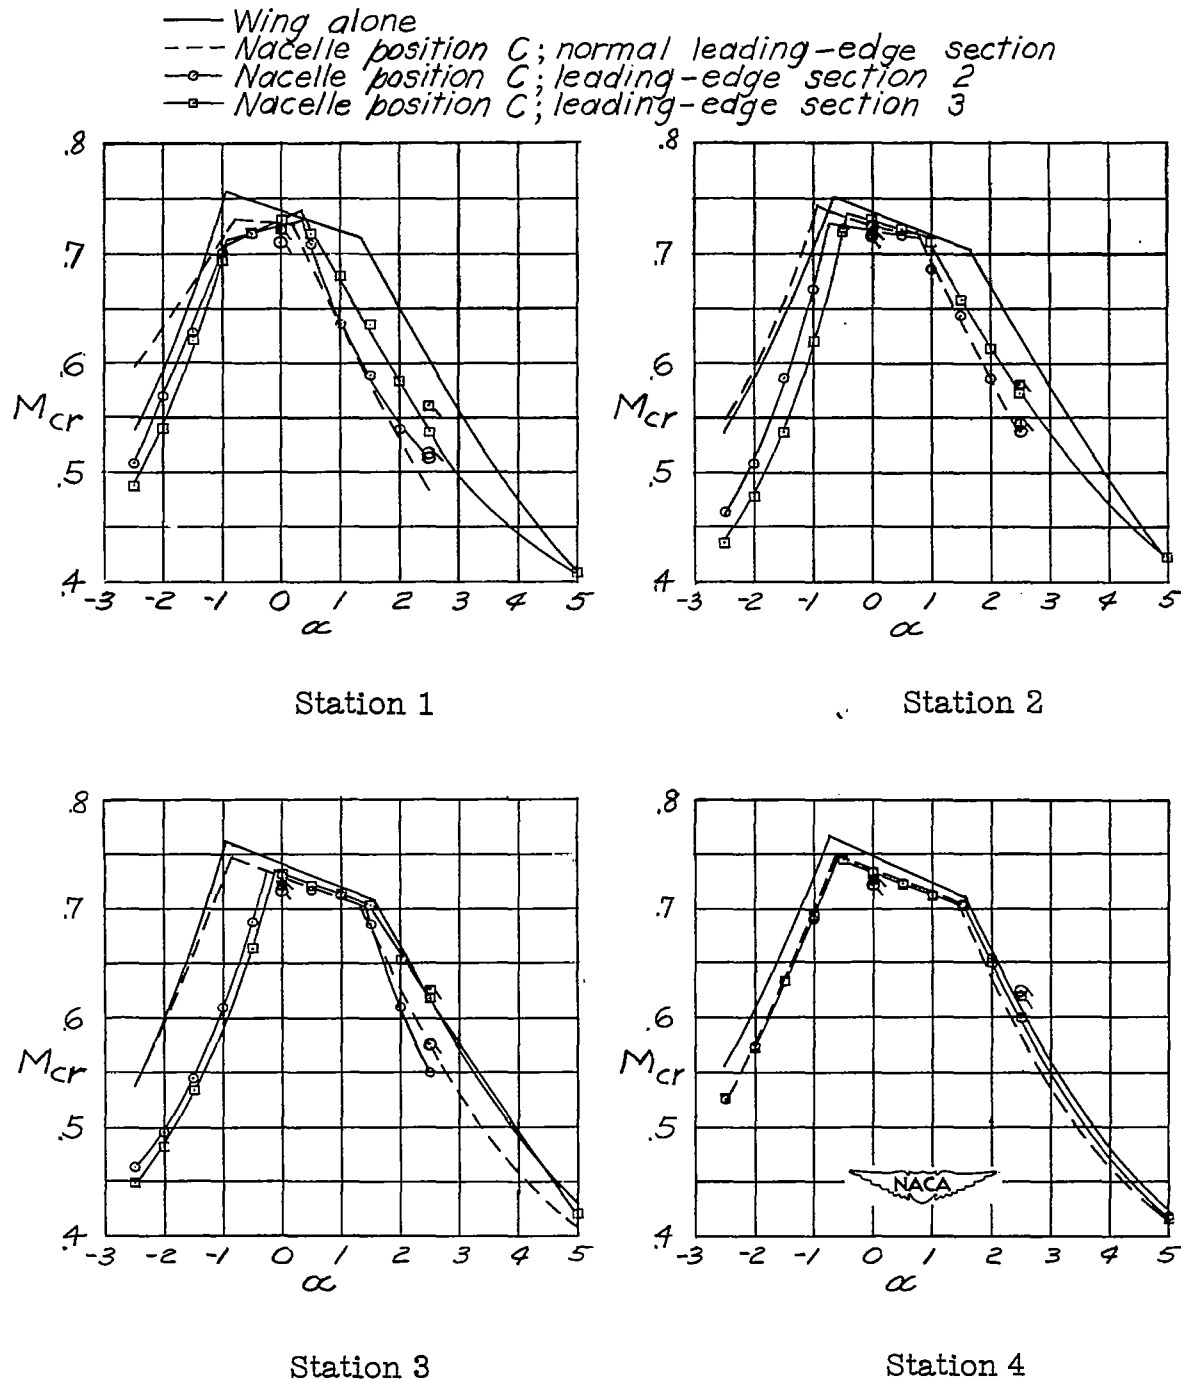 Wing alone
Nacelle position C; normal leading-edge section
Nacelle position C; leading-edge section 2
Nacelle position C; leading-edge section 3
.8 .8
.7 .7
.6 .6
Mcr Mcr
.5 .5
.4 .4
-3 -2 -1 0 1 2 3 4 5 -3 -2 -1 0 1 2 3 4 5
α α
Station 1 Station 2
.8 .8
.7 .7
.6 .6
Mcr Mcr
.5 .5
NACA
.4 .4
-3 -2 -1 0 1 2 3 4 5 -3 -2 -1 0 1 2 3 4 5
α α
Station 3 Station 4